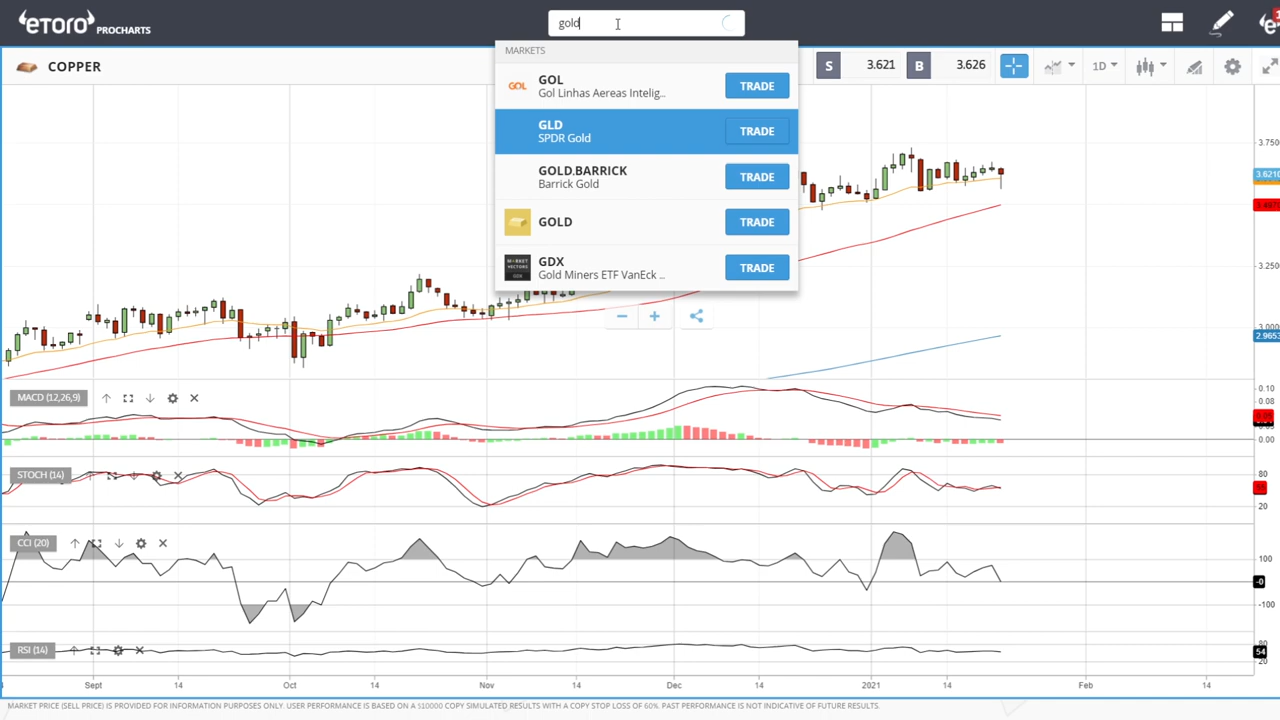 eToro PROCHARTS
gold
COPPER
MARKETS
GOL
Gol Linhas Aereas Intelig..
TRADE
GLD
SPDR Gold
TRADE
GOLD.BARRICK
Barrick Gold
TRADE
GOLD
TRADE
GDX
Gold Miners ETF VanEck ..
TRADE
S 3.621 B 3.626
1D
3.7500
3.6210
3.2500
3.0000
2.9653
MACD (12,26,9)
0.10
0.08
0.00
STOCH (14)
80
20
CCI (20)
100
-0
-100
RSI (14)
80
54
20
Sept 14 Oct 14 Nov 14 Dec 14 2021 14 Feb 14
MARKET PRICE (SELL PRICE) IS PROVIDED FOR INFORMATION PURPOSES ONLY. USER PERFORMANCE IS BASED ON A $10000 COPY SIMULATED RESULTS WITH A COPY STOP LOSS OF 60%. PAST PERFORMANCE IS NOT INDICATIVE OF FUTURE RESULTS.